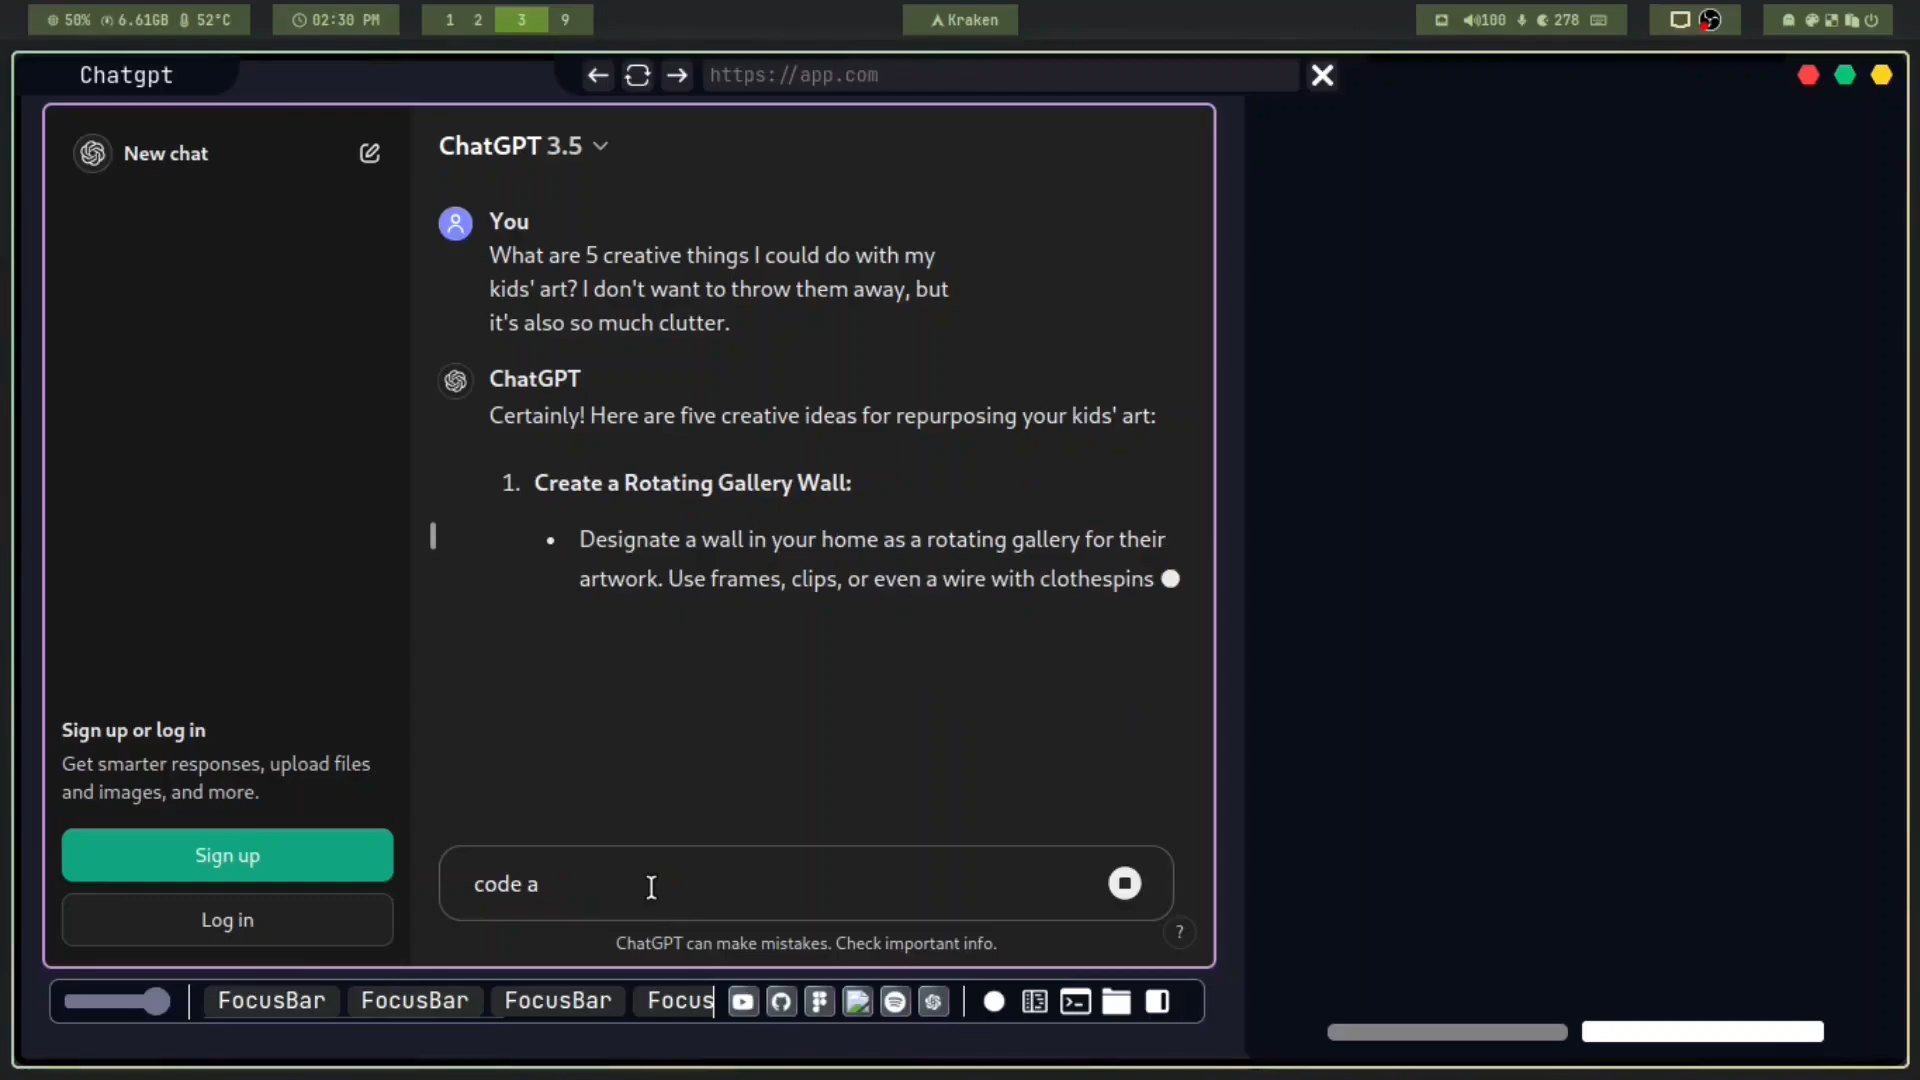 50% 6.61GB 52°C
02:30 PM
1 2 3 9
Kraken
100 278
Chatgpt
https://app.com
New chat
ChatGPT 3.5
You
What are 5 creative things I could do with my
kids' art? I don't want to throw them away, but
it's also so much clutter.
ChatGPT
Certainly! Here are five creative ideas for repurposing your kids' art:
1. Create a Rotating Gallery Wall:
• Designate a wall in your home as a rotating gallery for their
artwork. Use frames, clips, or even a wire with clothespins
Sign up or log in
Get smarter responses, upload files
and images, and more.
Sign up
Log in
code a
?
ChatGPT can make mistakes. Check important info.
FocusBar FocusBar FocusBar Focus